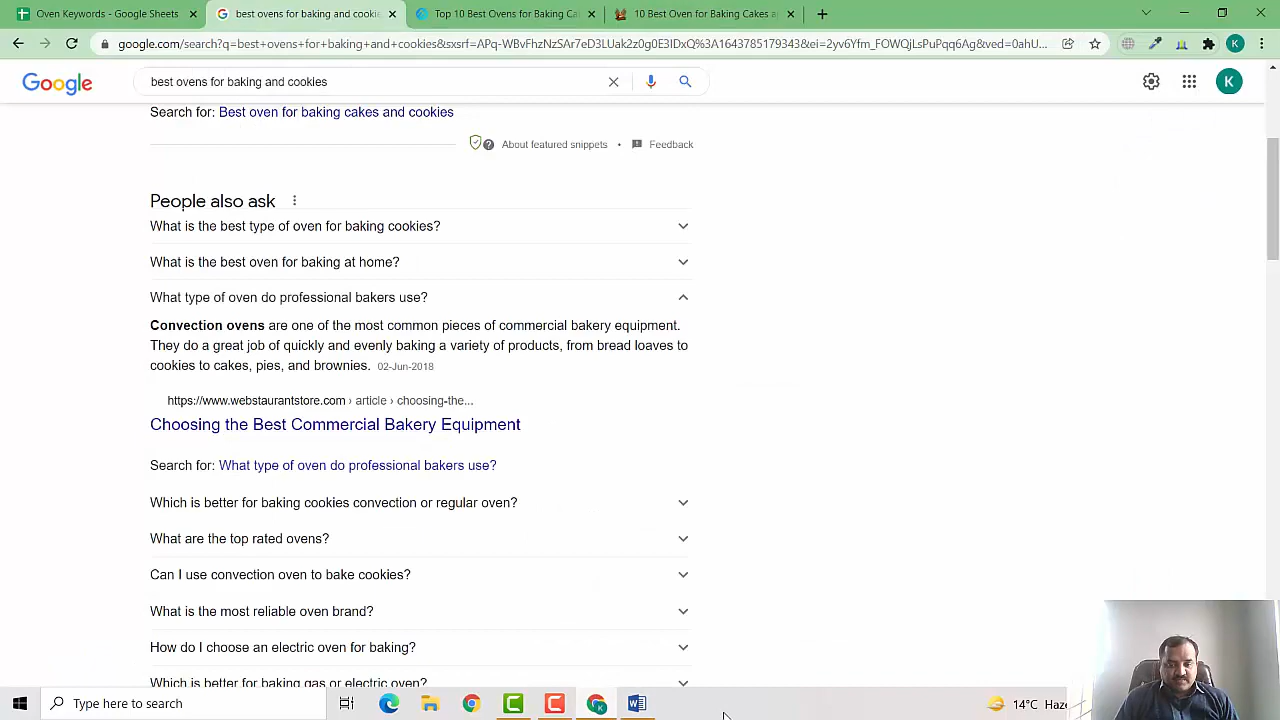 Oven Keywords - Google Sheets
best ovens for baking and cookie
Top 10 Best Ovens for Baking Ca
10 Best Oven for Baking Cakes a
google.com/search?q=best+ovens+for+baking+and+cookies&sxsrf=APq-WBvFhzNzSAr7eD3LUak2z0g0E3IDxQ%3A1643785179343&ei=2yv6Yfm_FOWQjLsPuPqq6Ag&ved=0ahU...
K
Google
best ovens for baking and cookies
K
Search for: Best oven for baking cakes and cookies
About featured snippets • Feedback
People also ask
What is the best type of oven for baking cookies?
What is the best oven for baking at home?
What type of oven do professional bakers use?
Convection ovens are one of the most common pieces of commercial bakery equipment.
They do a great job of quickly and evenly baking a variety of products, from bread loaves to
cookies to cakes, pies, and brownies. 02-Jun-2018
https://www.webstaurantstore.com › article › choosing-the...
Choosing the Best Commercial Bakery Equipment
Search for: What type of oven do professional bakers use?
Which is better for baking cookies convection or regular oven?
What are the top rated ovens?
Can I use convection oven to bake cookies?
What is the most reliable oven brand?
How do I choose an electric oven for baking?
Which is better for baking gas or electric oven?
Type here to search
14°C Haze